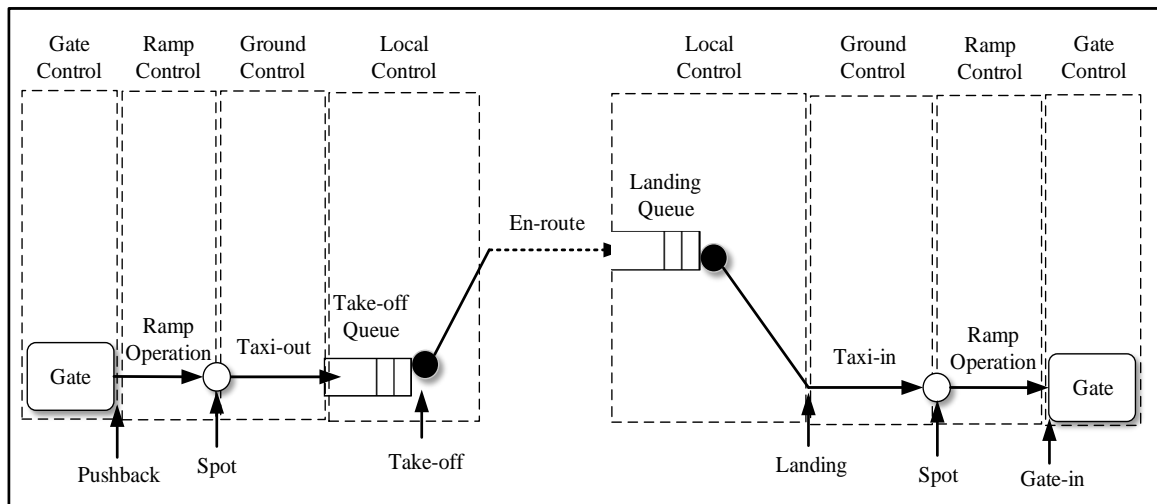 Gate
Control
Ramp
Control
Ground
Control
Local
Control
Local
Control
Ground
Control
Ramp
Control
Gate
Control
Landing
Queue
En-route
Take-off
Queue
Ramp
Operation
Taxi-out
Gate
Taxi-in
Ramp
Operation
Gate
Pushback
Spot
Take-off
Landing
Spot
Gate-in